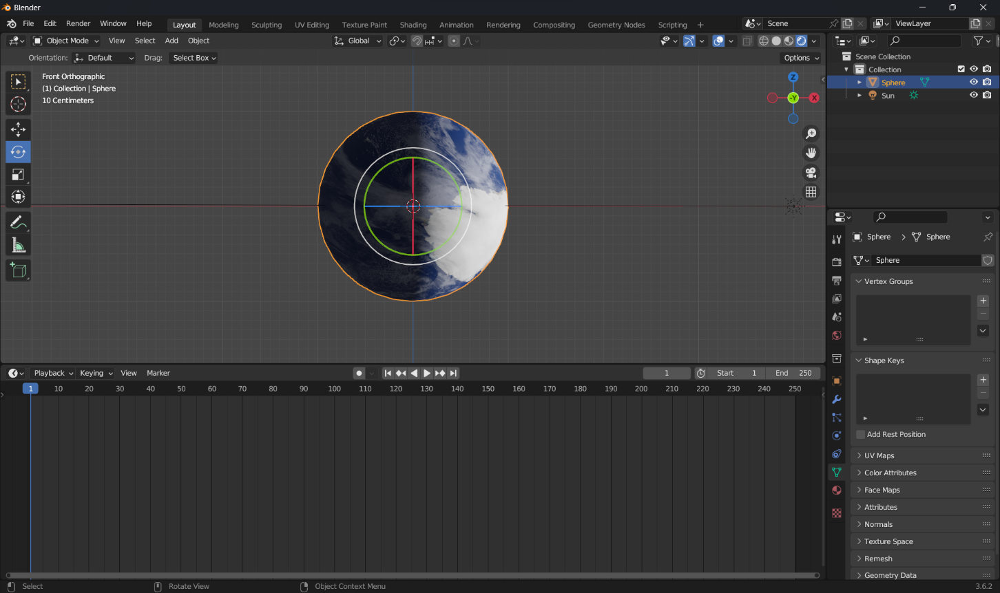 Blender
File Edit Render Window Help Layout Modeling Sculpting UV Editing Texture Paint Shading Animation Rendering Compositing Geometry Nodes Scripting + Scene ViewLayer
Object Mode View Select Add Object Global
Orientation: Default Drag: Select Box Options
Front Orthographic
(1) Collection | Sphere
10 Centimeters
Z
-Y
X
Scene Collection
Collection
Sphere
Sun
Sphere > Sphere
Sphere
Vertex Groups
Shape Keys
Add Rest Position
UV Maps
Color Attributes
Face Maps
Attributes
Normals
Texture Space
Remesh
Geometry Data
Playback Keying View Marker 1 Start 1 End 250
1 10 20 30 40 50 60 70 80 90 100 110 120 130 140 150 160 170 180 190 200 210 220 230 240 250
Select Rotate View Object Context Menu 3.6.2